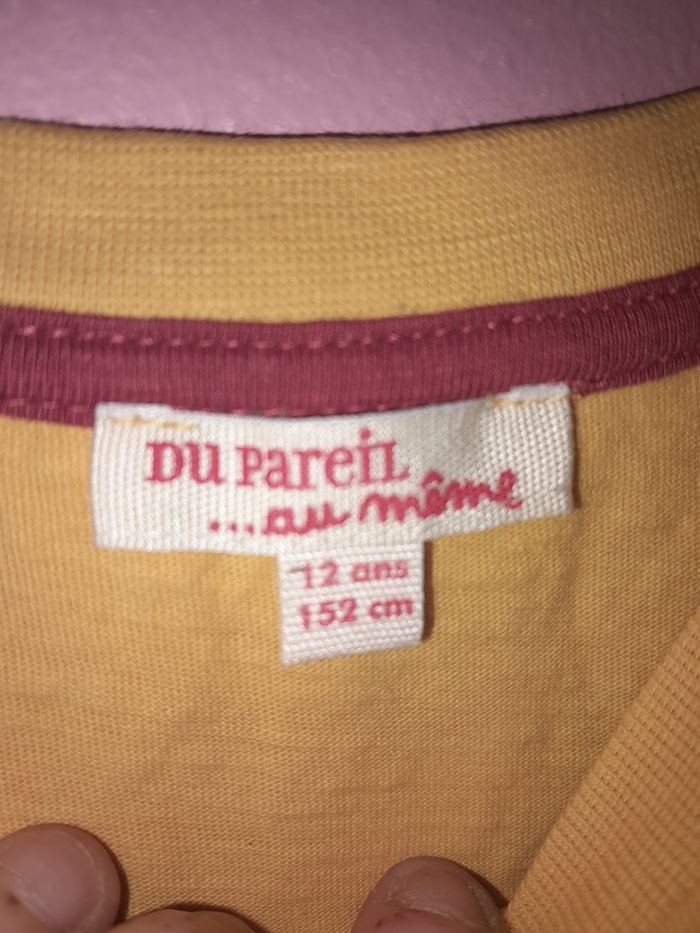 DU PareiL
...au même
12 ans
152 cm